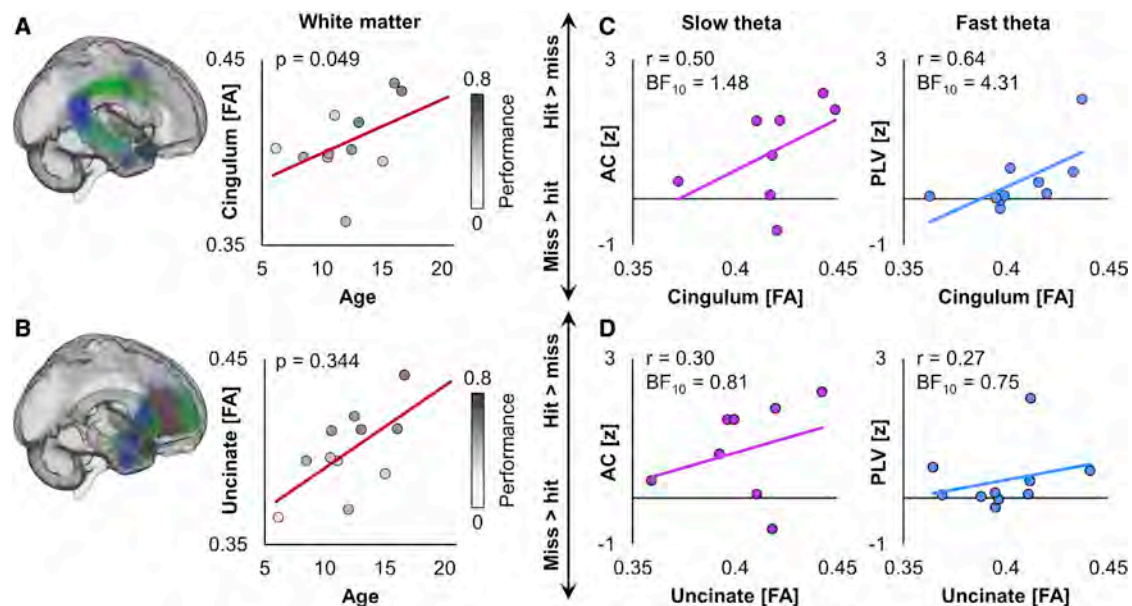 A
White matter
Cingulum [FA]
0.45
0.35
p = 0.049
5 10 15 20
Age
0.8
0
Performance
Hit > miss
Miss > hit
C
Slow theta
Fast theta
AC [z]
3
-1
r = 0.50
BF10 = 1.48
0.35 0.4 0.45
Cingulum [FA]
PLV [z]
3
-1
r = 0.64
BF10 = 4.31
0.35 0.4 0.45
Cingulum [FA]
B
Uncinate [FA]
0.45
0.35
p = 0.344
5 10 15 20
Age
0.8
0
Performance
Hit > miss
Miss > hit
D
AC [z]
3
-1
r = 0.30
BF10 = 0.81
0.35 0.4 0.45
Uncinate [FA]
PLV [z]
3
-1
r = 0.27
BF10 = 0.75
0.35 0.4 0.45
Uncinate [FA]